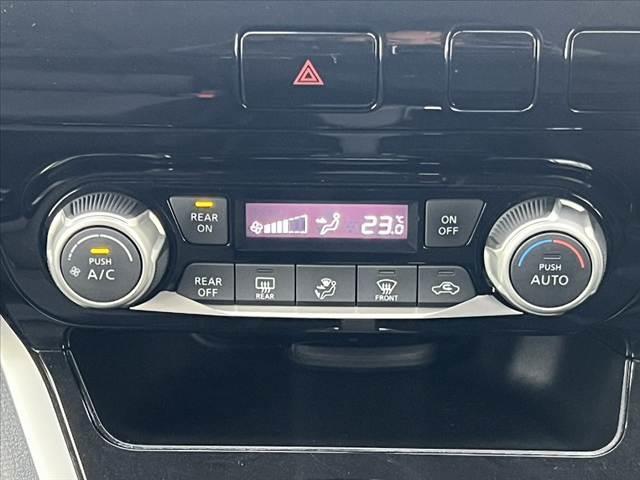 REAR
ON
23.0
°C
ON
OFF
PUSH
A/C
REAR
OFF
REAR
FRONT
PUSH
AUTO